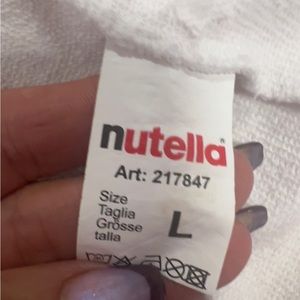 nutella®
Art: 217847
Size
Taglia
Grösse
talla
L